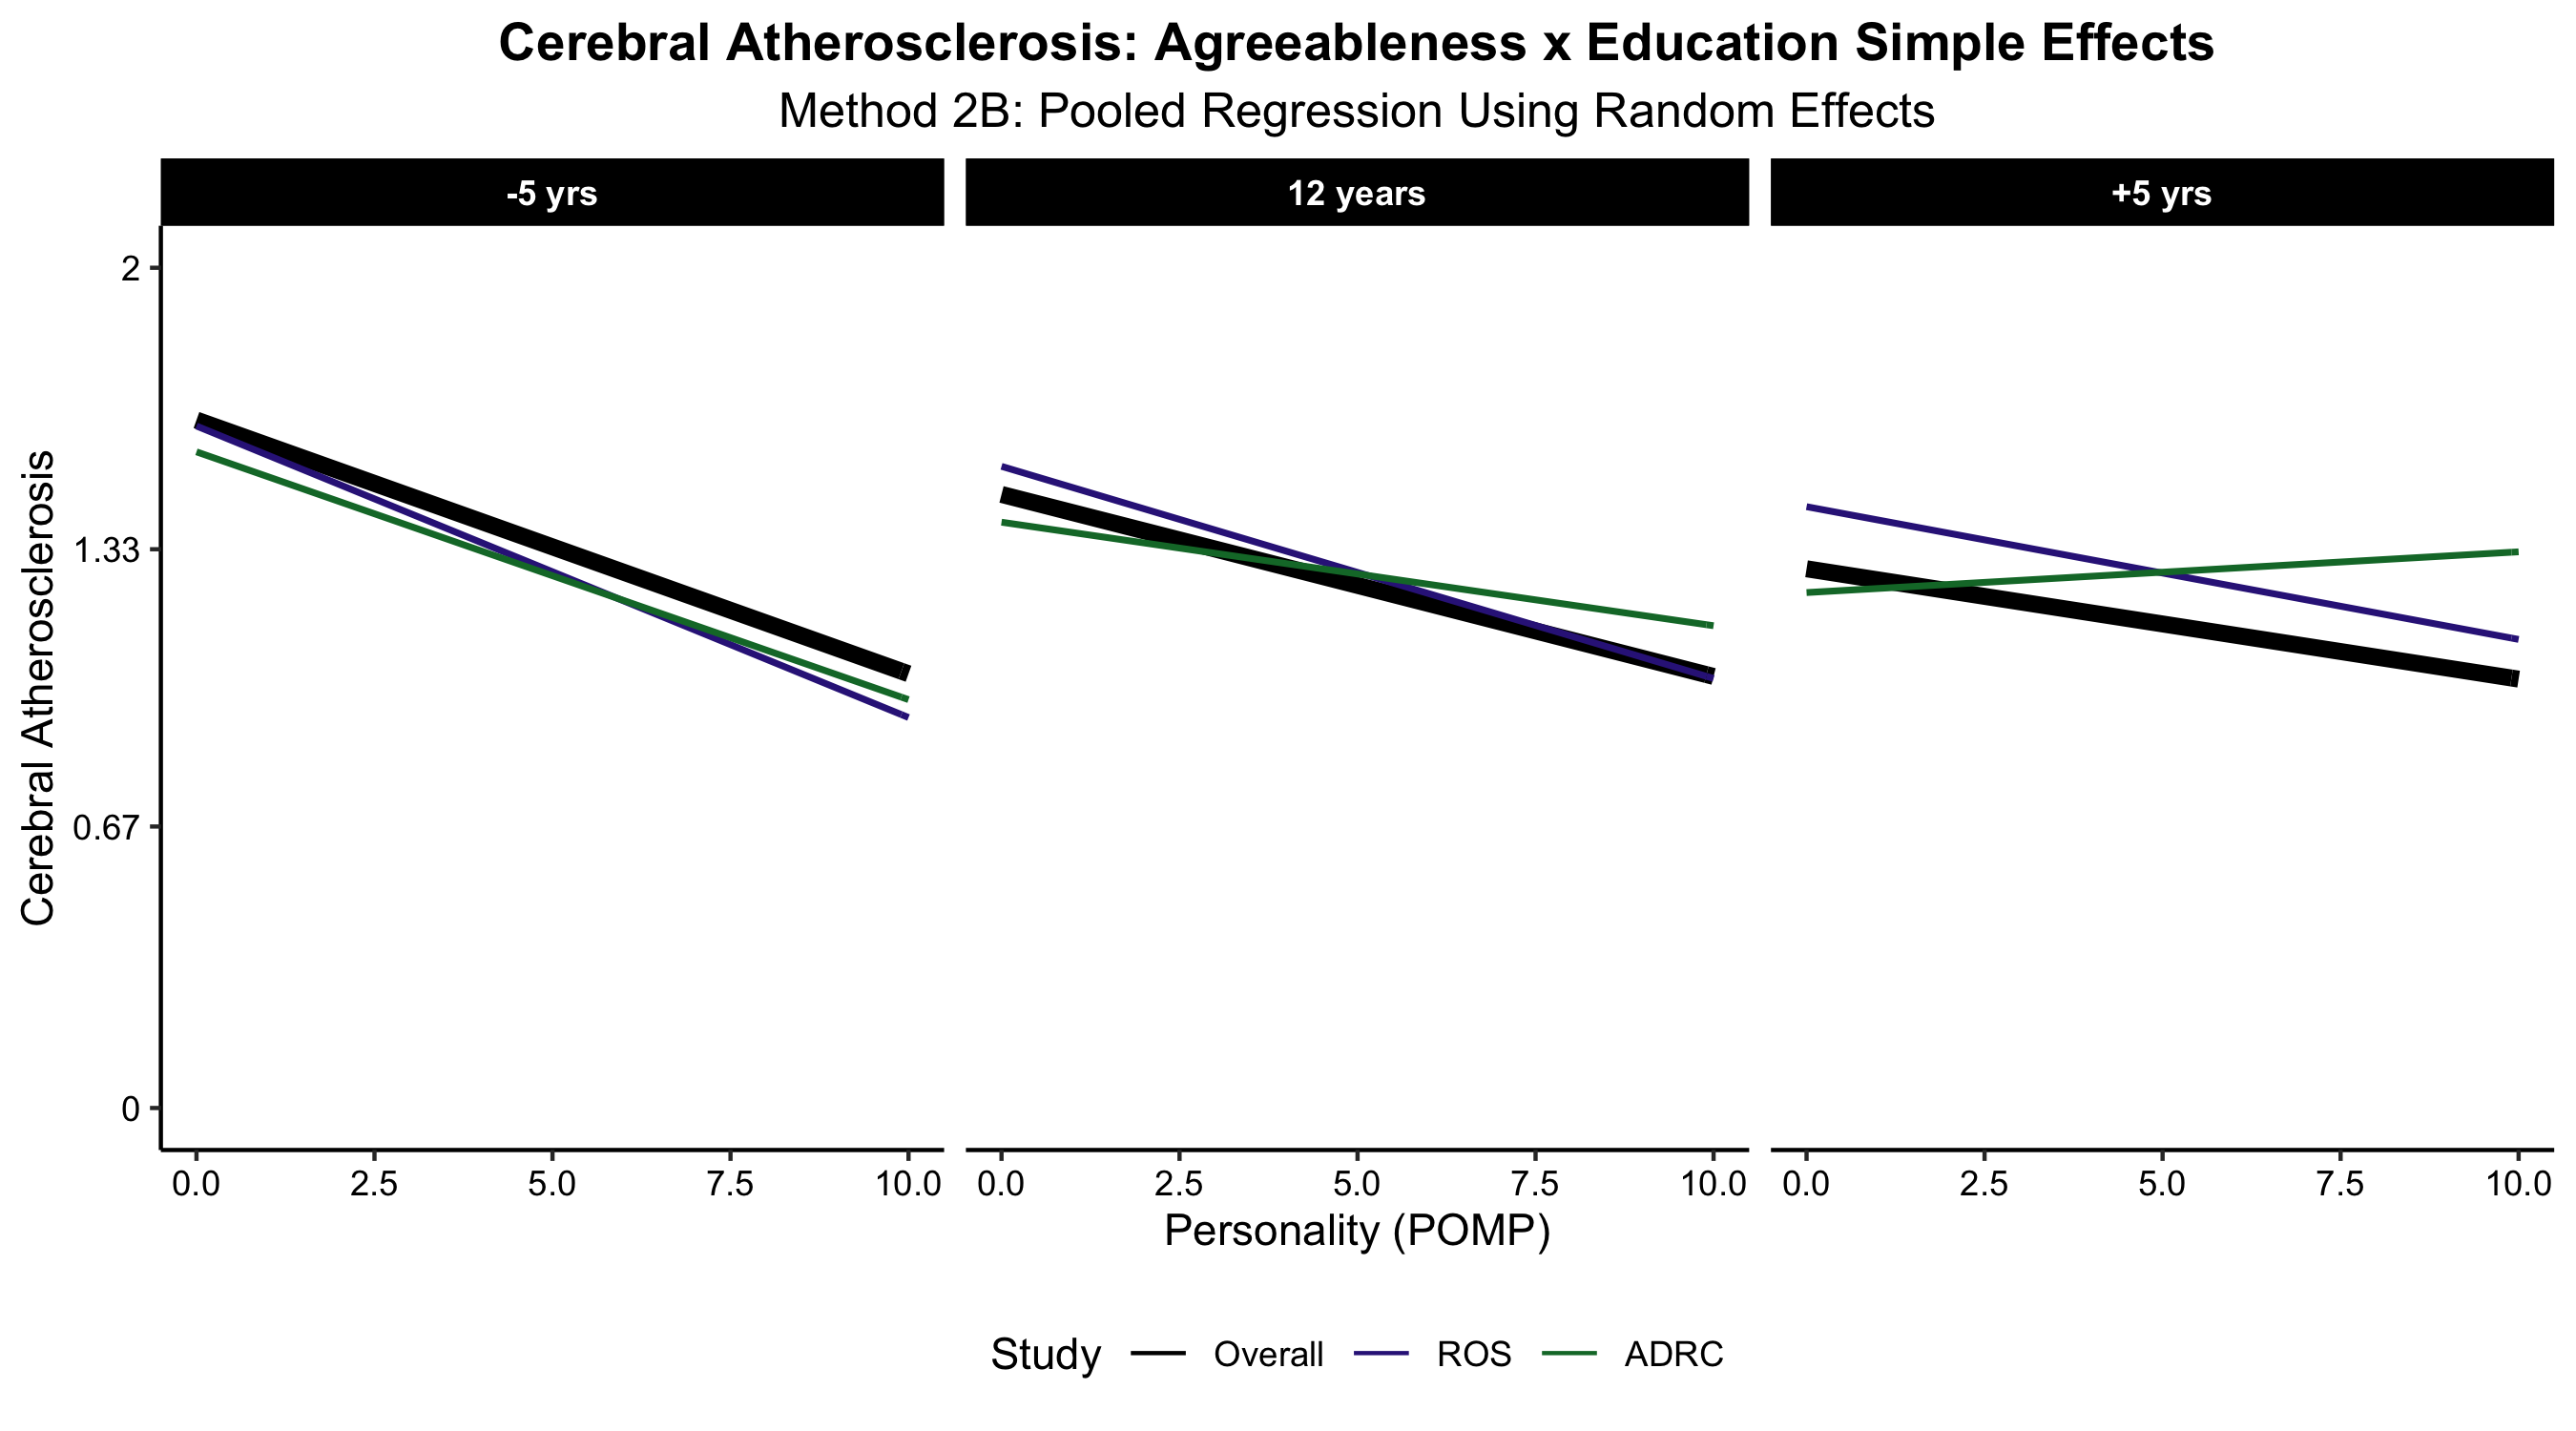 Cerebral Atherosclerosis: Agreeableness x Education Simple Effects
Method 2B: Pooled Regression Using Random Effects
-5 yrs
12 years
+5 yrs
Cerebral Atherosclerosis
2
1.33
0.67
0
0.0 2.5 5.0 7.5 10.0
0.0 2.5 5.0 7.5 10.0
0.0 2.5 5.0 7.5 10.0
Personality (POMP)
Study Overall ROS ADRC